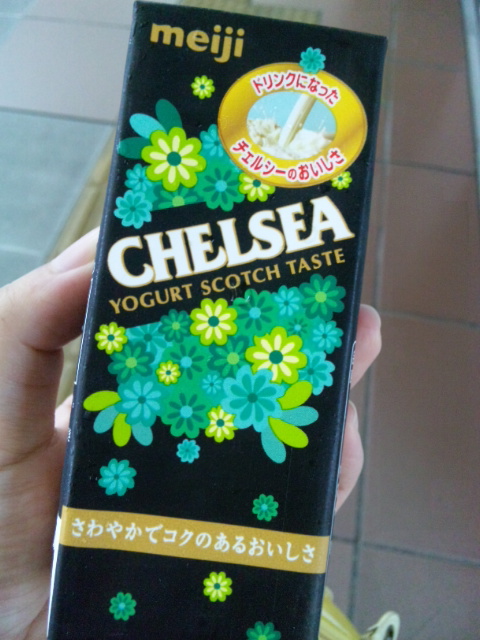 meiji
ドリンクになった
チェルシーのおいしさ
CHELSEA
YOGURT SCOTCH TASTE
さわやかでコクのあるおいしさ